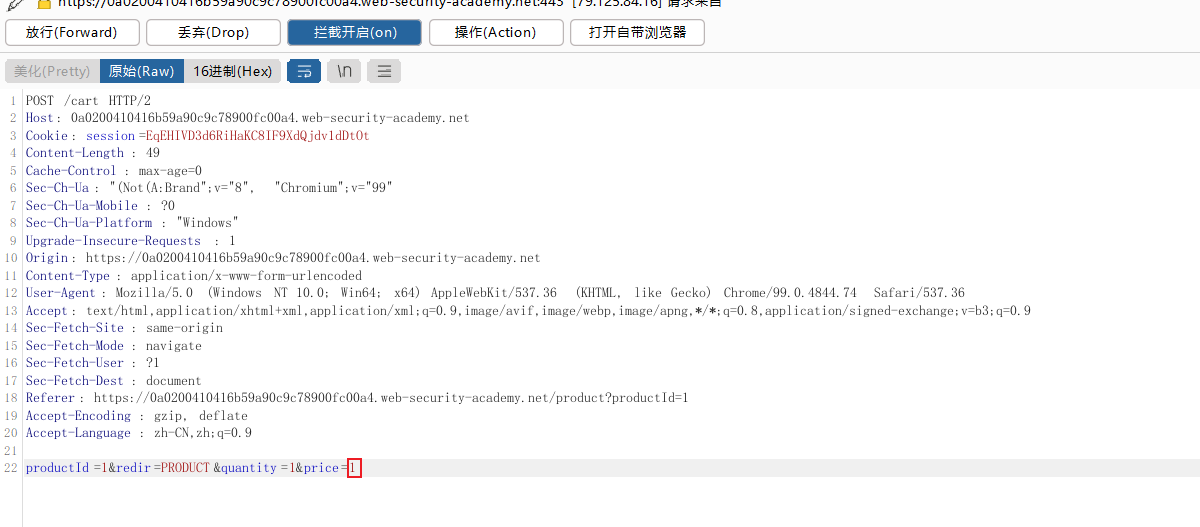 https://0a0200410416b59a90c9c78900fc00a4.web-security-academy.net:443 [79.125.84.16] 请求来自
放行(Forward) 丢弃(Drop) 拦截开启(on) 操作(Action) 打开自带浏览器
美化(Pretty) 原始(Raw) 16进制(Hex) \n
1 POST /cart HTTP/2
2 Host: 0a0200410416b59a90c9c78900fc00a4.web-security-academy.net
3 Cookie: session=EqEHIVD3d6RiHaKC8IF9XdQjdv1dDtOt
4 Content-Length: 49
5 Cache-Control: max-age=0
6 Sec-Ch-Ua: "(Not(A:Brand";v="8", "Chromium";v="99"
7 Sec-Ch-Ua-Mobile: ?0
8 Sec-Ch-Ua-Platform: "Windows"
9 Upgrade-Insecure-Requests: 1
10 Origin: https://0a0200410416b59a90c9c78900fc00a4.web-security-academy.net
11 Content-Type: application/x-www-form-urlencoded
12 User-Agent: Mozilla/5.0 (Windows NT 10.0; Win64; x64) AppleWebKit/537.36 (KHTML, like Gecko) Chrome/99.0.4844.74 Safari/537.36
13 Accept: text/html,application/xhtml+xml,application/xml;q=0.9,image/avif,image/webp,image/apng,*/*;q=0.8,application/signed-exchange;v=b3;q=0.9
14 Sec-Fetch-Site: same-origin
15 Sec-Fetch-Mode: navigate
16 Sec-Fetch-User: ?1
17 Sec-Fetch-Dest: document
18 Referer: https://0a0200410416b59a90c9c78900fc00a4.web-security-academy.net/product?productId=1
19 Accept-Encoding: gzip, deflate
20 Accept-Language: zh-CN,zh;q=0.9
21
22 productId=1&redir=PRODUCT&quantity=1&price=1